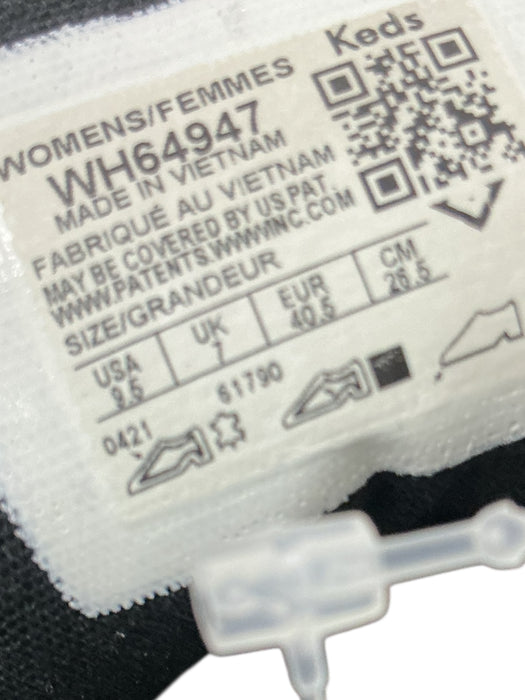 Keds
WOMENS/FEMMES
WH64947
MADE IN VIETNAM
FABRIQUÉ AU VIETNAM
MAY BE COVERED BY US PAT.
WWW.PATENTS.WWWINC.COM
SIZE/GRANDEUR
USA UK EUR CM
9.5 7 40.5 26.5
0421 61790